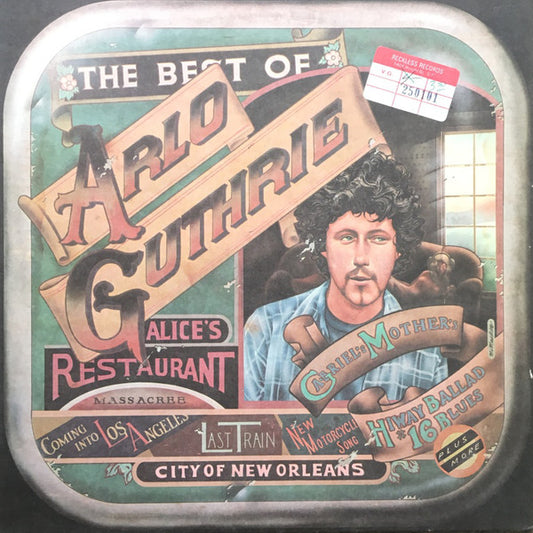 THE BEST OF
ARLO
GUTHRIE
RECKLESS RECORDS
V.G.
250101
ALICE'S
RESTAURANT
MASSACREE
GABRIEL'S MOTHER'S
HIWAY BALLAD
*16 BLUES
COMING INTO LOS ANGELES
LAST TRAIN
NEW
MOTORCYCLE
SONG
PLUS
MORE
CITY OF NEW ORLEANS